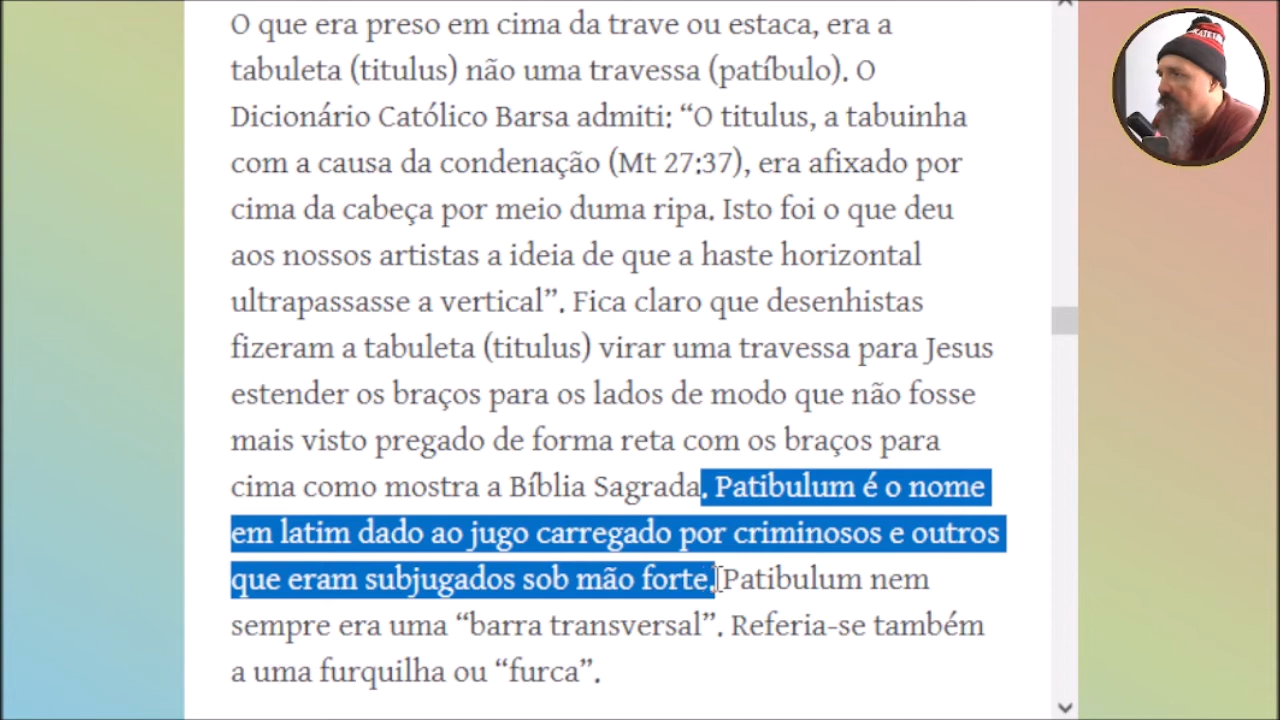 O que era preso em cima da trave ou estaca, era a
tabuleta (titulus) não uma travessa (patíbulo). O
Dicionário Católico Barsa admiti: “O titulus, a tabuinha
com a causa da condenação (Mt 27:37), era afixado por
cima da cabeça por meio duma ripa. Isto foi o que deu
aos nossos artistas a ideia de que a haste horizontal
ultrapassasse a vertical”. Fica claro que desenhistas
fizeram a tabuleta (titulus) virar uma travessa para Jesus
estender os braços para os lados de modo que não fosse
mais visto pregado de forma reta com os braços para
cima como mostra a Bíblia Sagrada. Patibulum é o nome
em latim dado ao jugo carregado por criminosos e outros
que eram subjugados sob mão forte. Patibulum nem
sempre era uma “barra transversal”. Referia-se também
a uma furquilha ou “furca”.